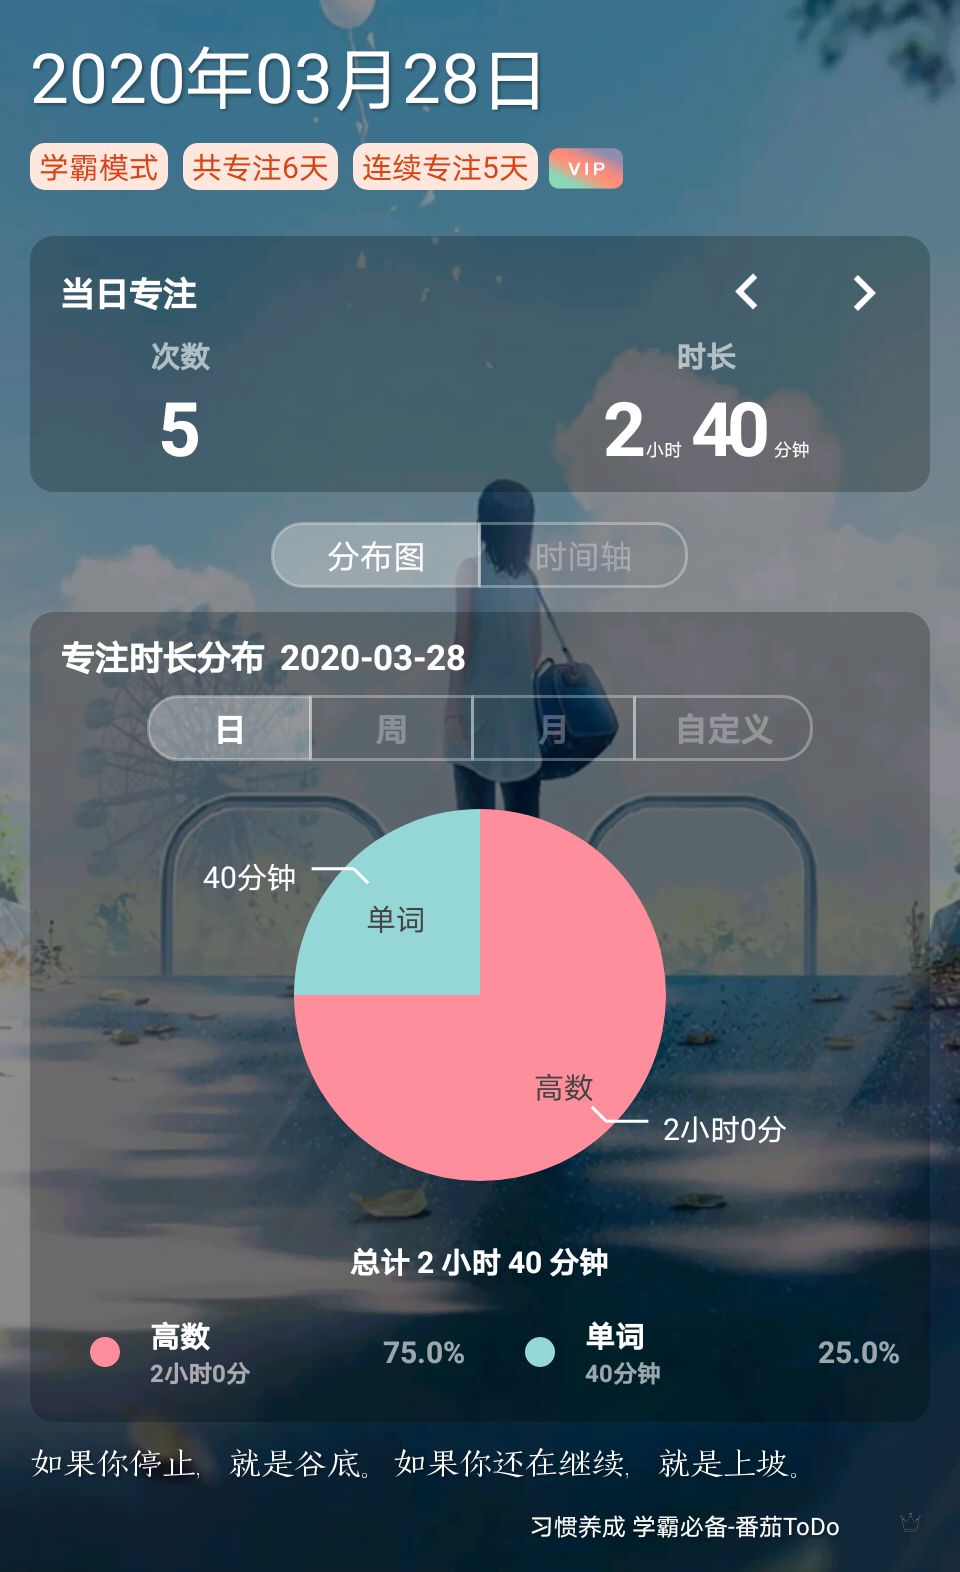 2020年03月28日
学霸模式 共专注6天 连续专注5天 VIP
当日专注
次数 时长
5 2小时 40分钟
分布图 时间轴
专注时长分布 2020-03-28
日 周 月 自定义
40分钟
单词
高数
2小时0分
总计 2 小时 40 分钟
高数 75.0% 单词 25.0%
2小时0分 40分钟
如果你停止，就是谷底。如果你还在继续，就是上坡。
习惯养成 学霸必备-番茄ToDo